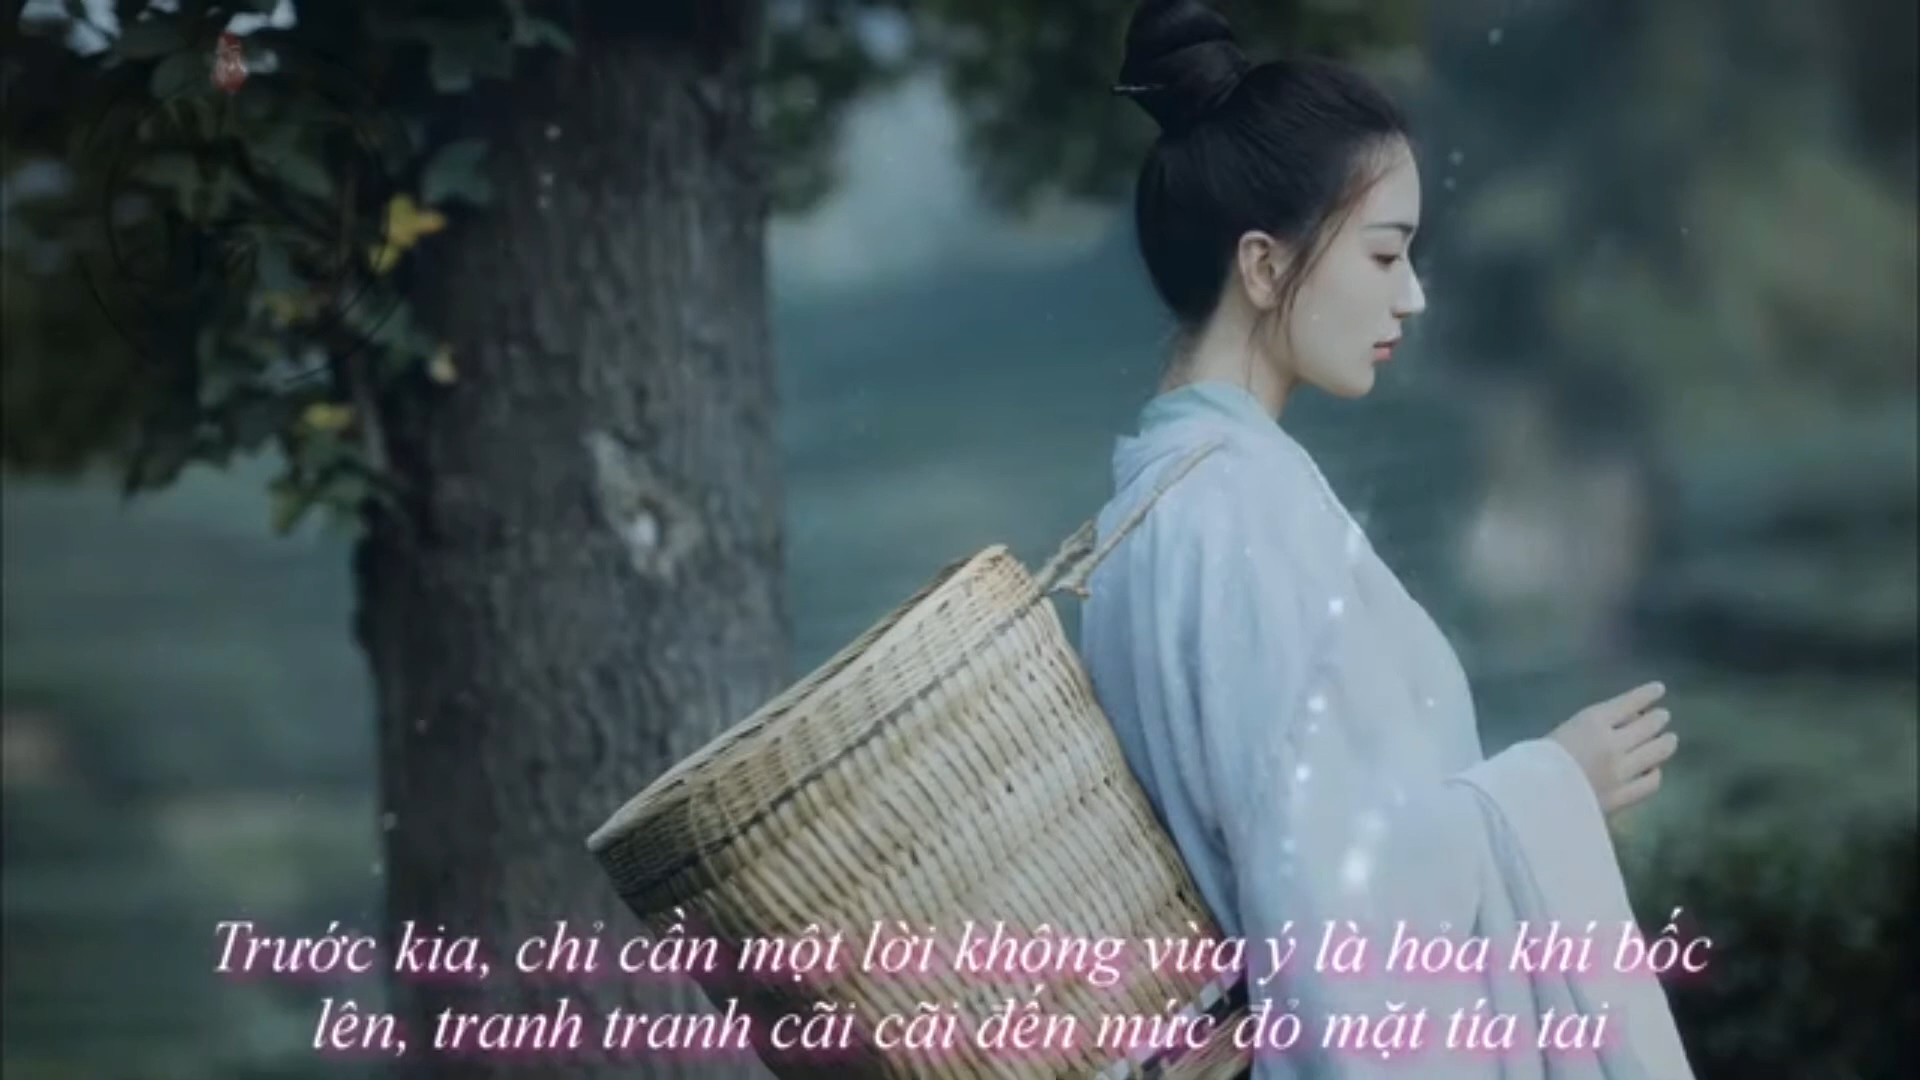 Trước kia, chỉ cần một lời không vừa ý là hỏa khí bốc
lên, tranh tranh cãi cãi đến mức đỏ mặt tía tai